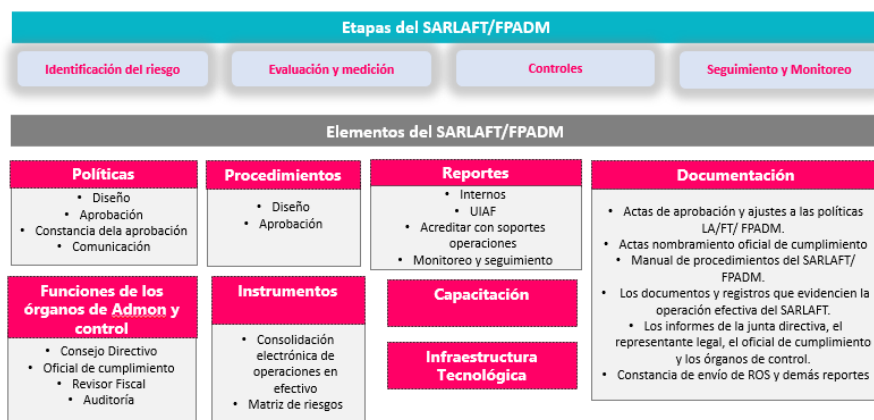 Etapas del SARLAFT/FPADM
Identificación del riesgo
Evaluación y medición
Controles
Seguimiento y Monitoreo
Elementos del SARLAFT/FPADM
Políticas
• Diseño
• Aprobación
• Constancia dela aprobación
• Comunicación
Procedimientos
• Diseño
• Aprobación
Reportes
• Internos
• UIAF
• Acreditar con soportes
operaciones
• Monitoreo y seguimiento
Documentación
• Actas de aprobación y ajustes a las políticas
LA/FT/ FPADM.
• Actas nombramiento oficial de cumplimiento
• Manual de procedimientos del SARLAFT/
FPADM.
• Los documentos y registros que evidencien la
operación efectiva del SARLAFT.
• Los informes de la junta directiva, el
representante legal, el oficial de cumplimiento
y los órganos de control.
• Constancia de envío de ROS y demás reportes
Funciones de los
órganos de Admon y
control
• Consejo Directivo
• Oficial de cumplimiento
• Revisor Fiscal
• Auditoría
Instrumentos
• Consolidación
electrónica de
operaciones en
efectivo
• Matriz de riesgos
Capacitación
Infraestructura
Tecnológica